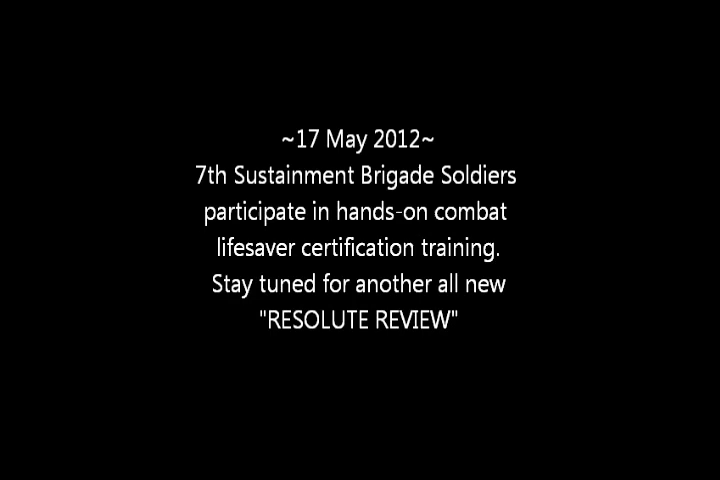 ~17 May 2012~
7th Sustainment Brigade Soldiers
participate in hands-on combat
lifesaver certification training.
Stay tuned for another all new
"RESOLUTE REVIEW"